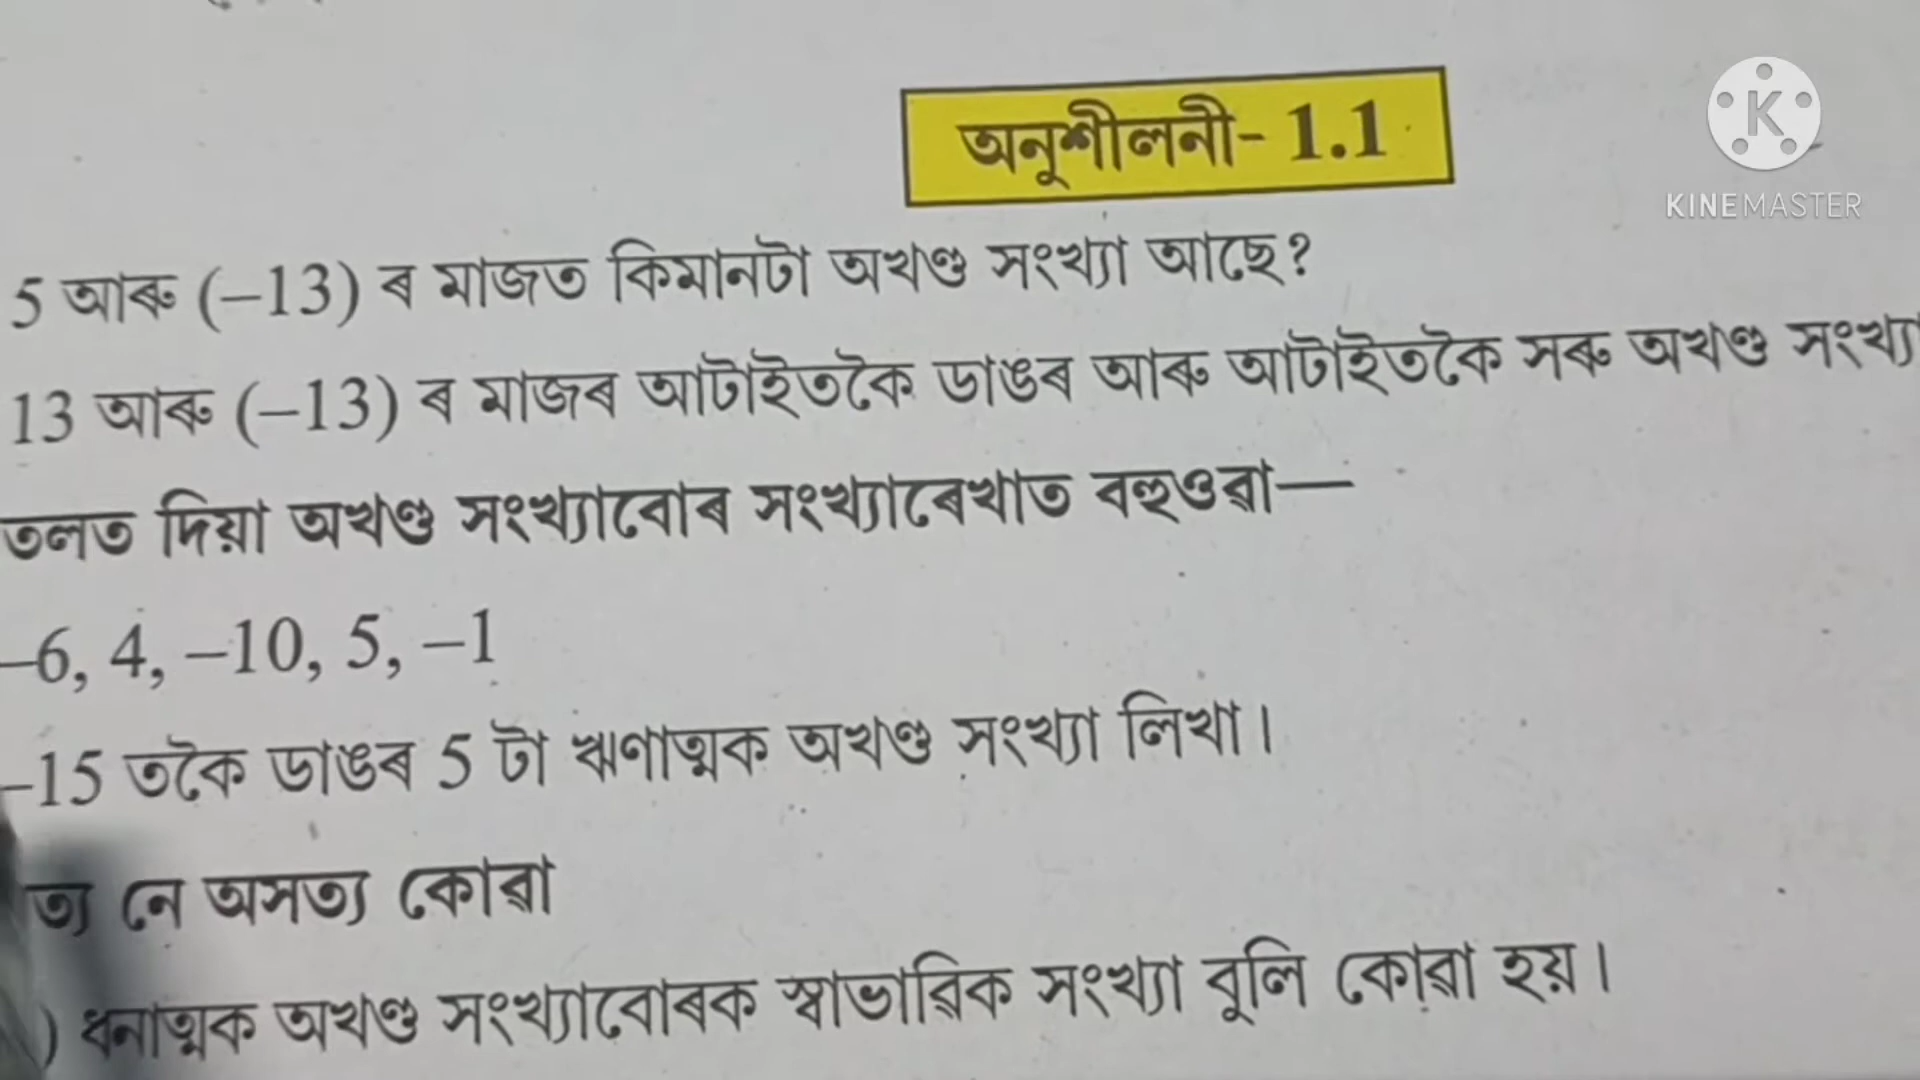 অনুশীলনী- 1.1
KINEMASTER
5 আৰু (–13) ৰ মাজত কিমানটা অখণ্ড সংখ্যা আছে?
13 আৰু (–13) ৰ মাজৰ আটাইতকৈ ডাঙৰ আৰু আটাইতকৈ সৰু অখণ্ড সংখ্যা
তলত দিয়া অখণ্ড সংখ্যাবোৰ সংখ্যাৰেখাত বহুওৱা—
–6, 4, –10, 5, –1
–15 তকৈ ডাঙৰ 5 টা ঋণাত্মক অখণ্ড সংখ্যা লিখা।
নে অসত্য কোৱা
) ধনাত্মক অখণ্ড সংখ্যাবোৰক স্বাভাৱিক সংখ্যা বুলি কোৱা হয়।